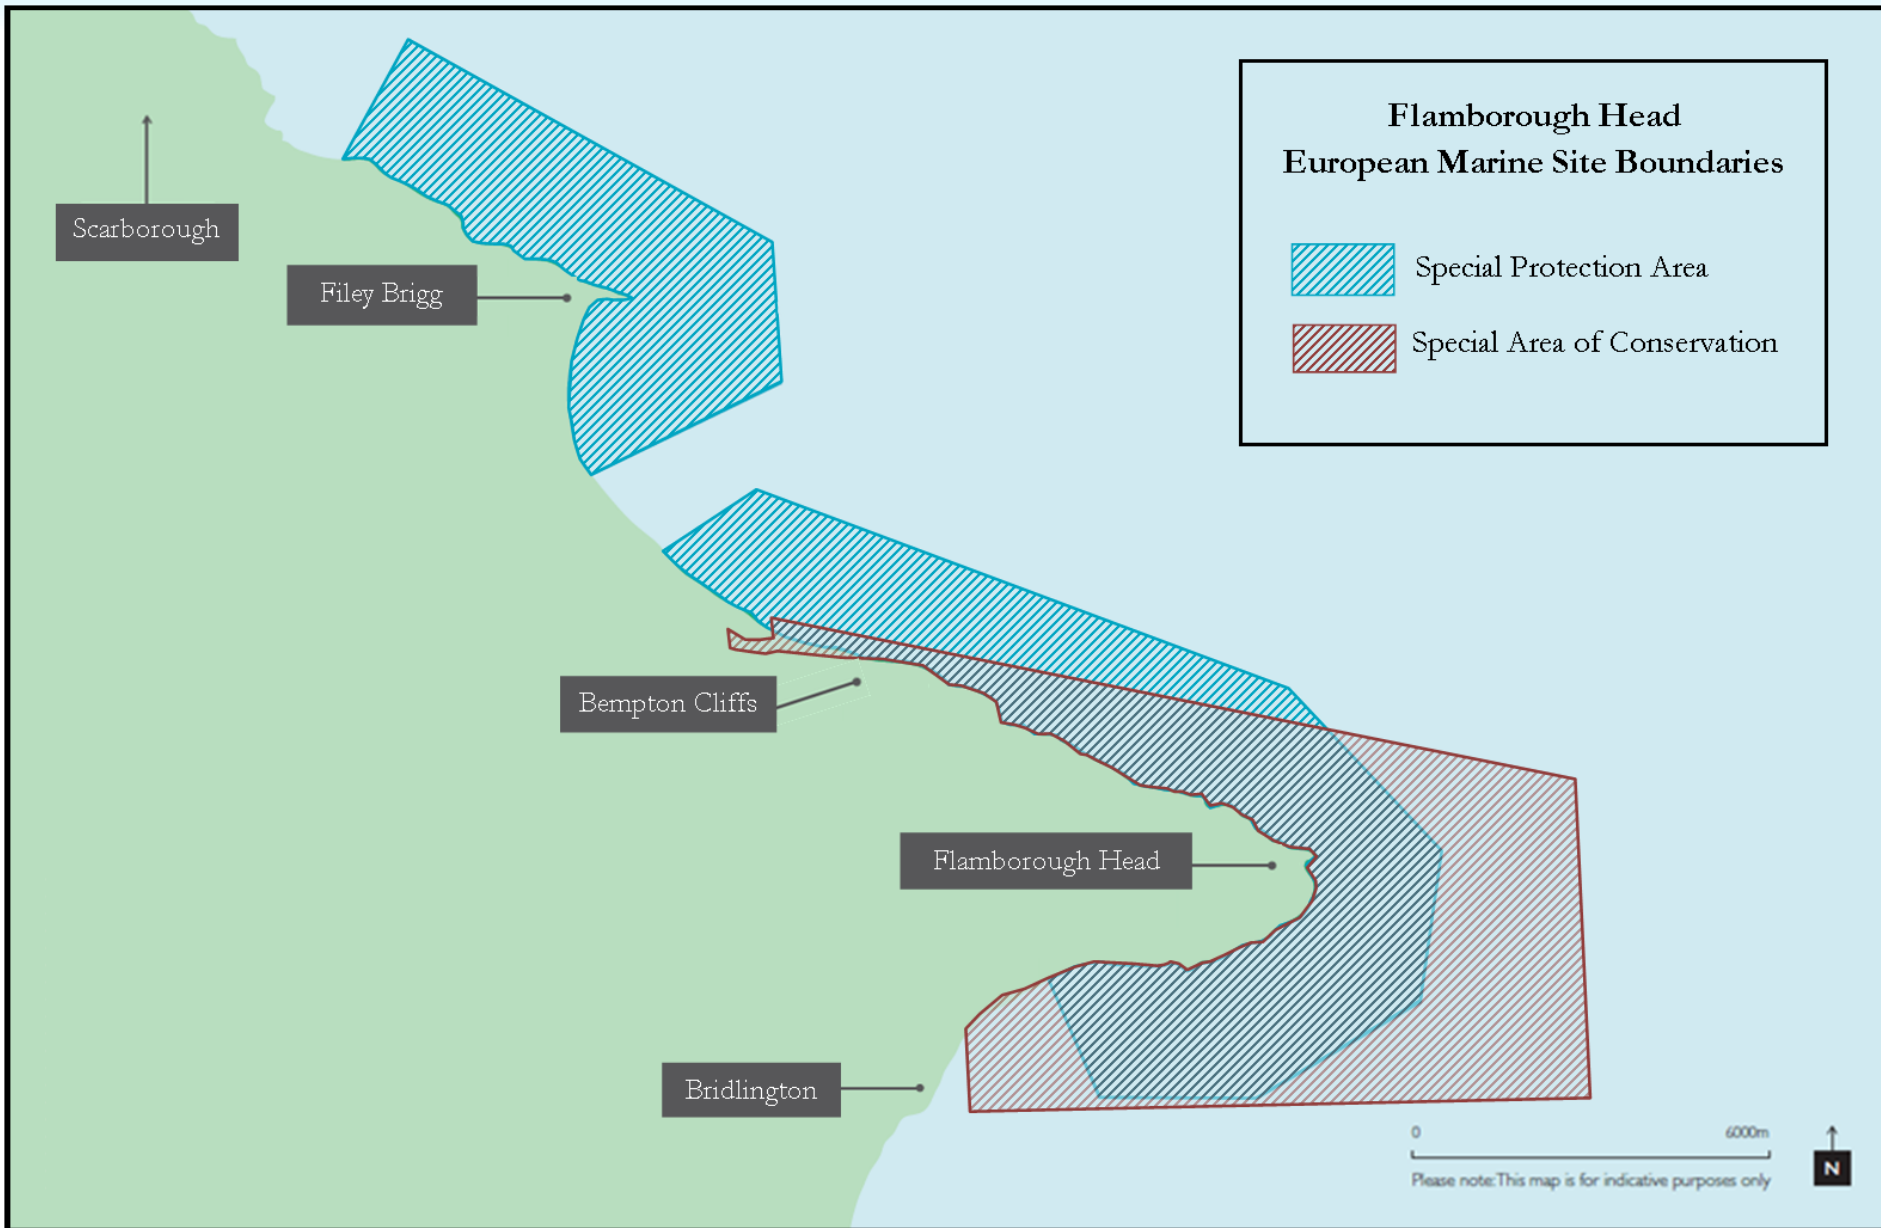 Flamborough Head
European Marine Site Boundaries
Special Protection Area
Special Area of Conservation
Scarborough
Filey Brigg
Bempton Cliffs
Flamborough Head
Bridlington
0 6000m
Please note:This map is for indicative purposes only
N